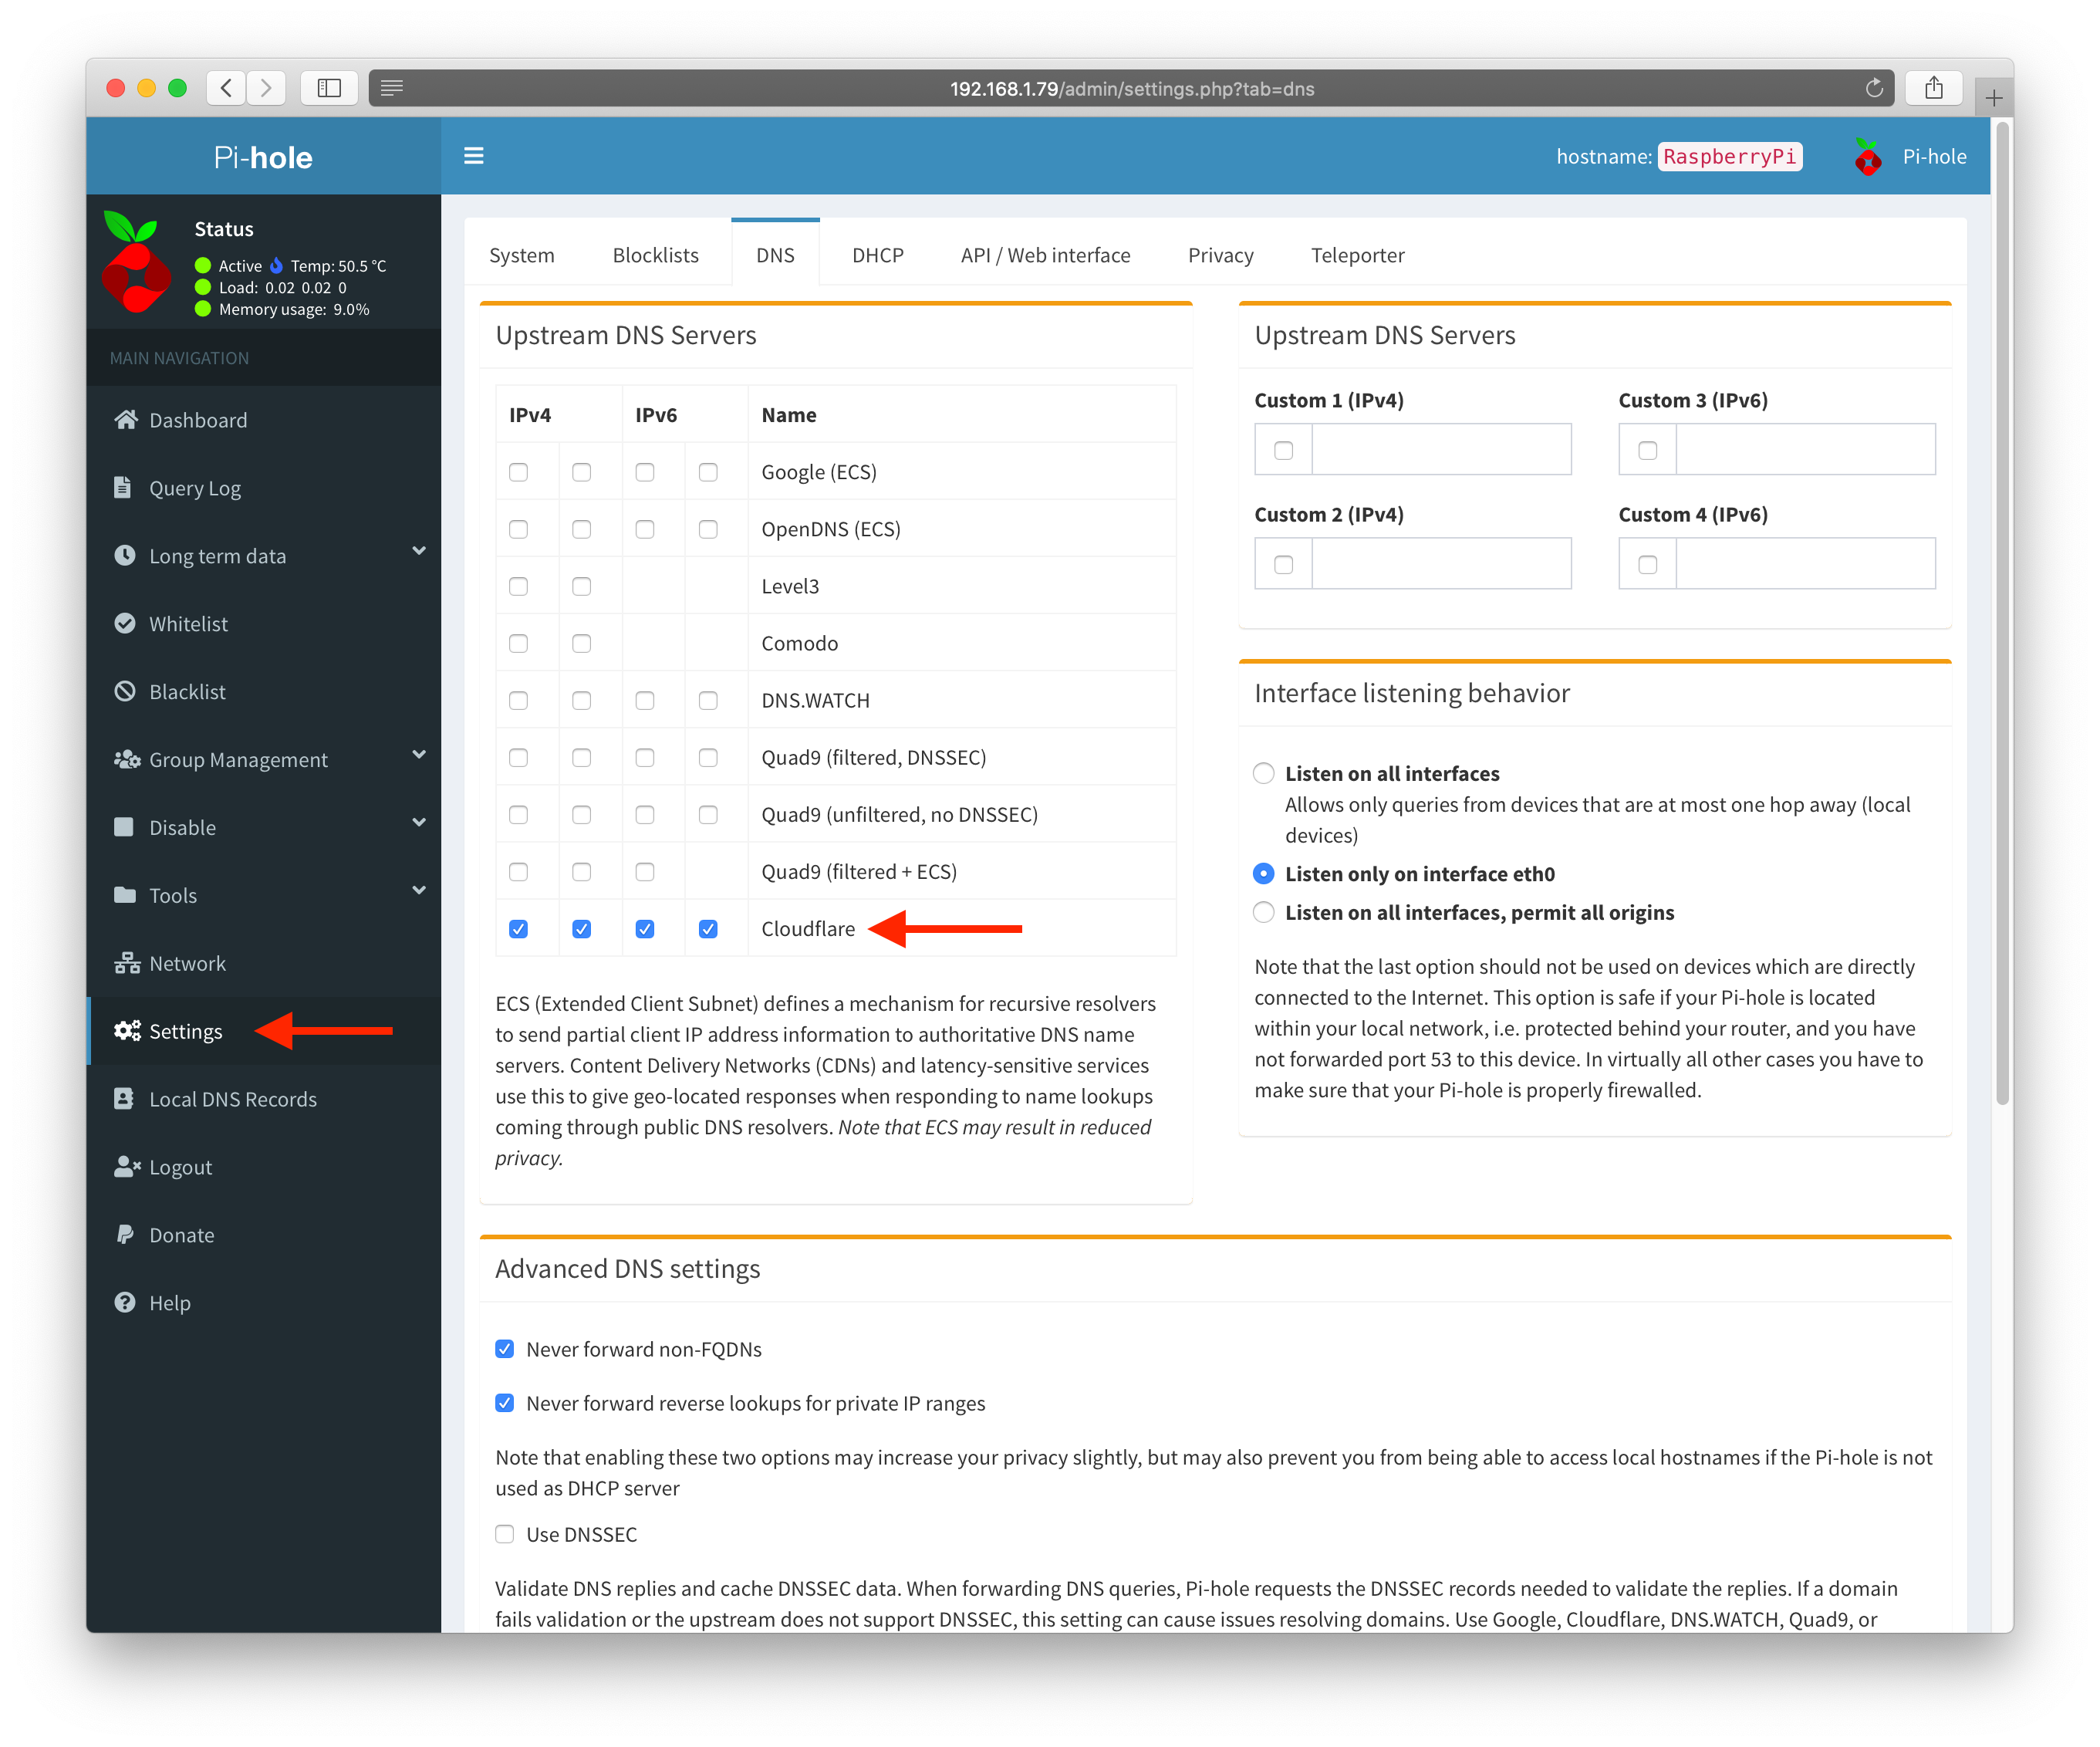 192.168.1.79/admin/settings.php?tab=dns
Pi-hole
hostname: RaspberryPi
Pi-hole
Status
Active Temp: 50.5 °C
Load: 0.02 0.02 0
Memory usage: 9.0%
MAIN NAVIGATION
Dashboard
Query Log
Long term data
Whitelist
Blacklist
Group Management
Disable
Tools
Network
Settings
Local DNS Records
Logout
Donate
Help
System
Blocklists
DNS
DHCP
API / Web interface
Privacy
Teleporter
Upstream DNS Servers
IPv4 IPv6 Name
Google (ECS)
OpenDNS (ECS)
Level3
Comodo
DNS.WATCH
Quad9 (filtered, DNSSEC)
Quad9 (unfiltered, no DNSSEC)
Quad9 (filtered + ECS)
Cloudflare
ECS (Extended Client Subnet) defines a mechanism for recursive resolvers
to send partial client IP address information to authoritative DNS name
servers. Content Delivery Networks (CDNs) and latency-sensitive services
use this to give geo-located responses when responding to name lookups
coming through public DNS resolvers. Note that ECS may result in reduced
privacy.
Upstream DNS Servers
Custom 1 (IPv4)
Custom 3 (IPv6)
Custom 2 (IPv4)
Custom 4 (IPv6)
Interface listening behavior
Listen on all interfaces
Allows only queries from devices that are at most one hop away (local
devices)
Listen only on interface eth0
Listen on all interfaces, permit all origins
Note that the last option should not be used on devices which are directly
connected to the Internet. This option is safe if your Pi-hole is located
within your local network, i.e. protected behind your router, and you have
not forwarded port 53 to this device. In virtually all other cases you have to
make sure that your Pi-hole is properly firewalled.
Advanced DNS settings
Never forward non-FQDNs
Never forward reverse lookups for private IP ranges
Note that enabling these two options may increase your privacy slightly, but may also prevent you from being able to access local hostnames if the Pi-hole is not
used as DHCP server
Use DNSSEC
Validate DNS replies and cache DNSSEC data. When forwarding DNS queries, Pi-hole requests the DNSSEC records needed to validate the replies. If a domain
fails validation or the upstream does not support DNSSEC, this setting can cause issues resolving domains. Use Google, Cloudflare, DNS.WATCH, Quad9, or